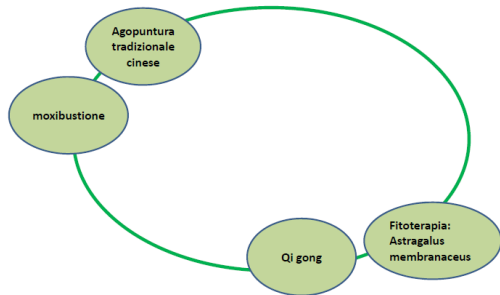 Agopuntura
tradizionale
cinese
moxibustione
Fitoterapia:
Astragalus
membranaceus
Qi gong